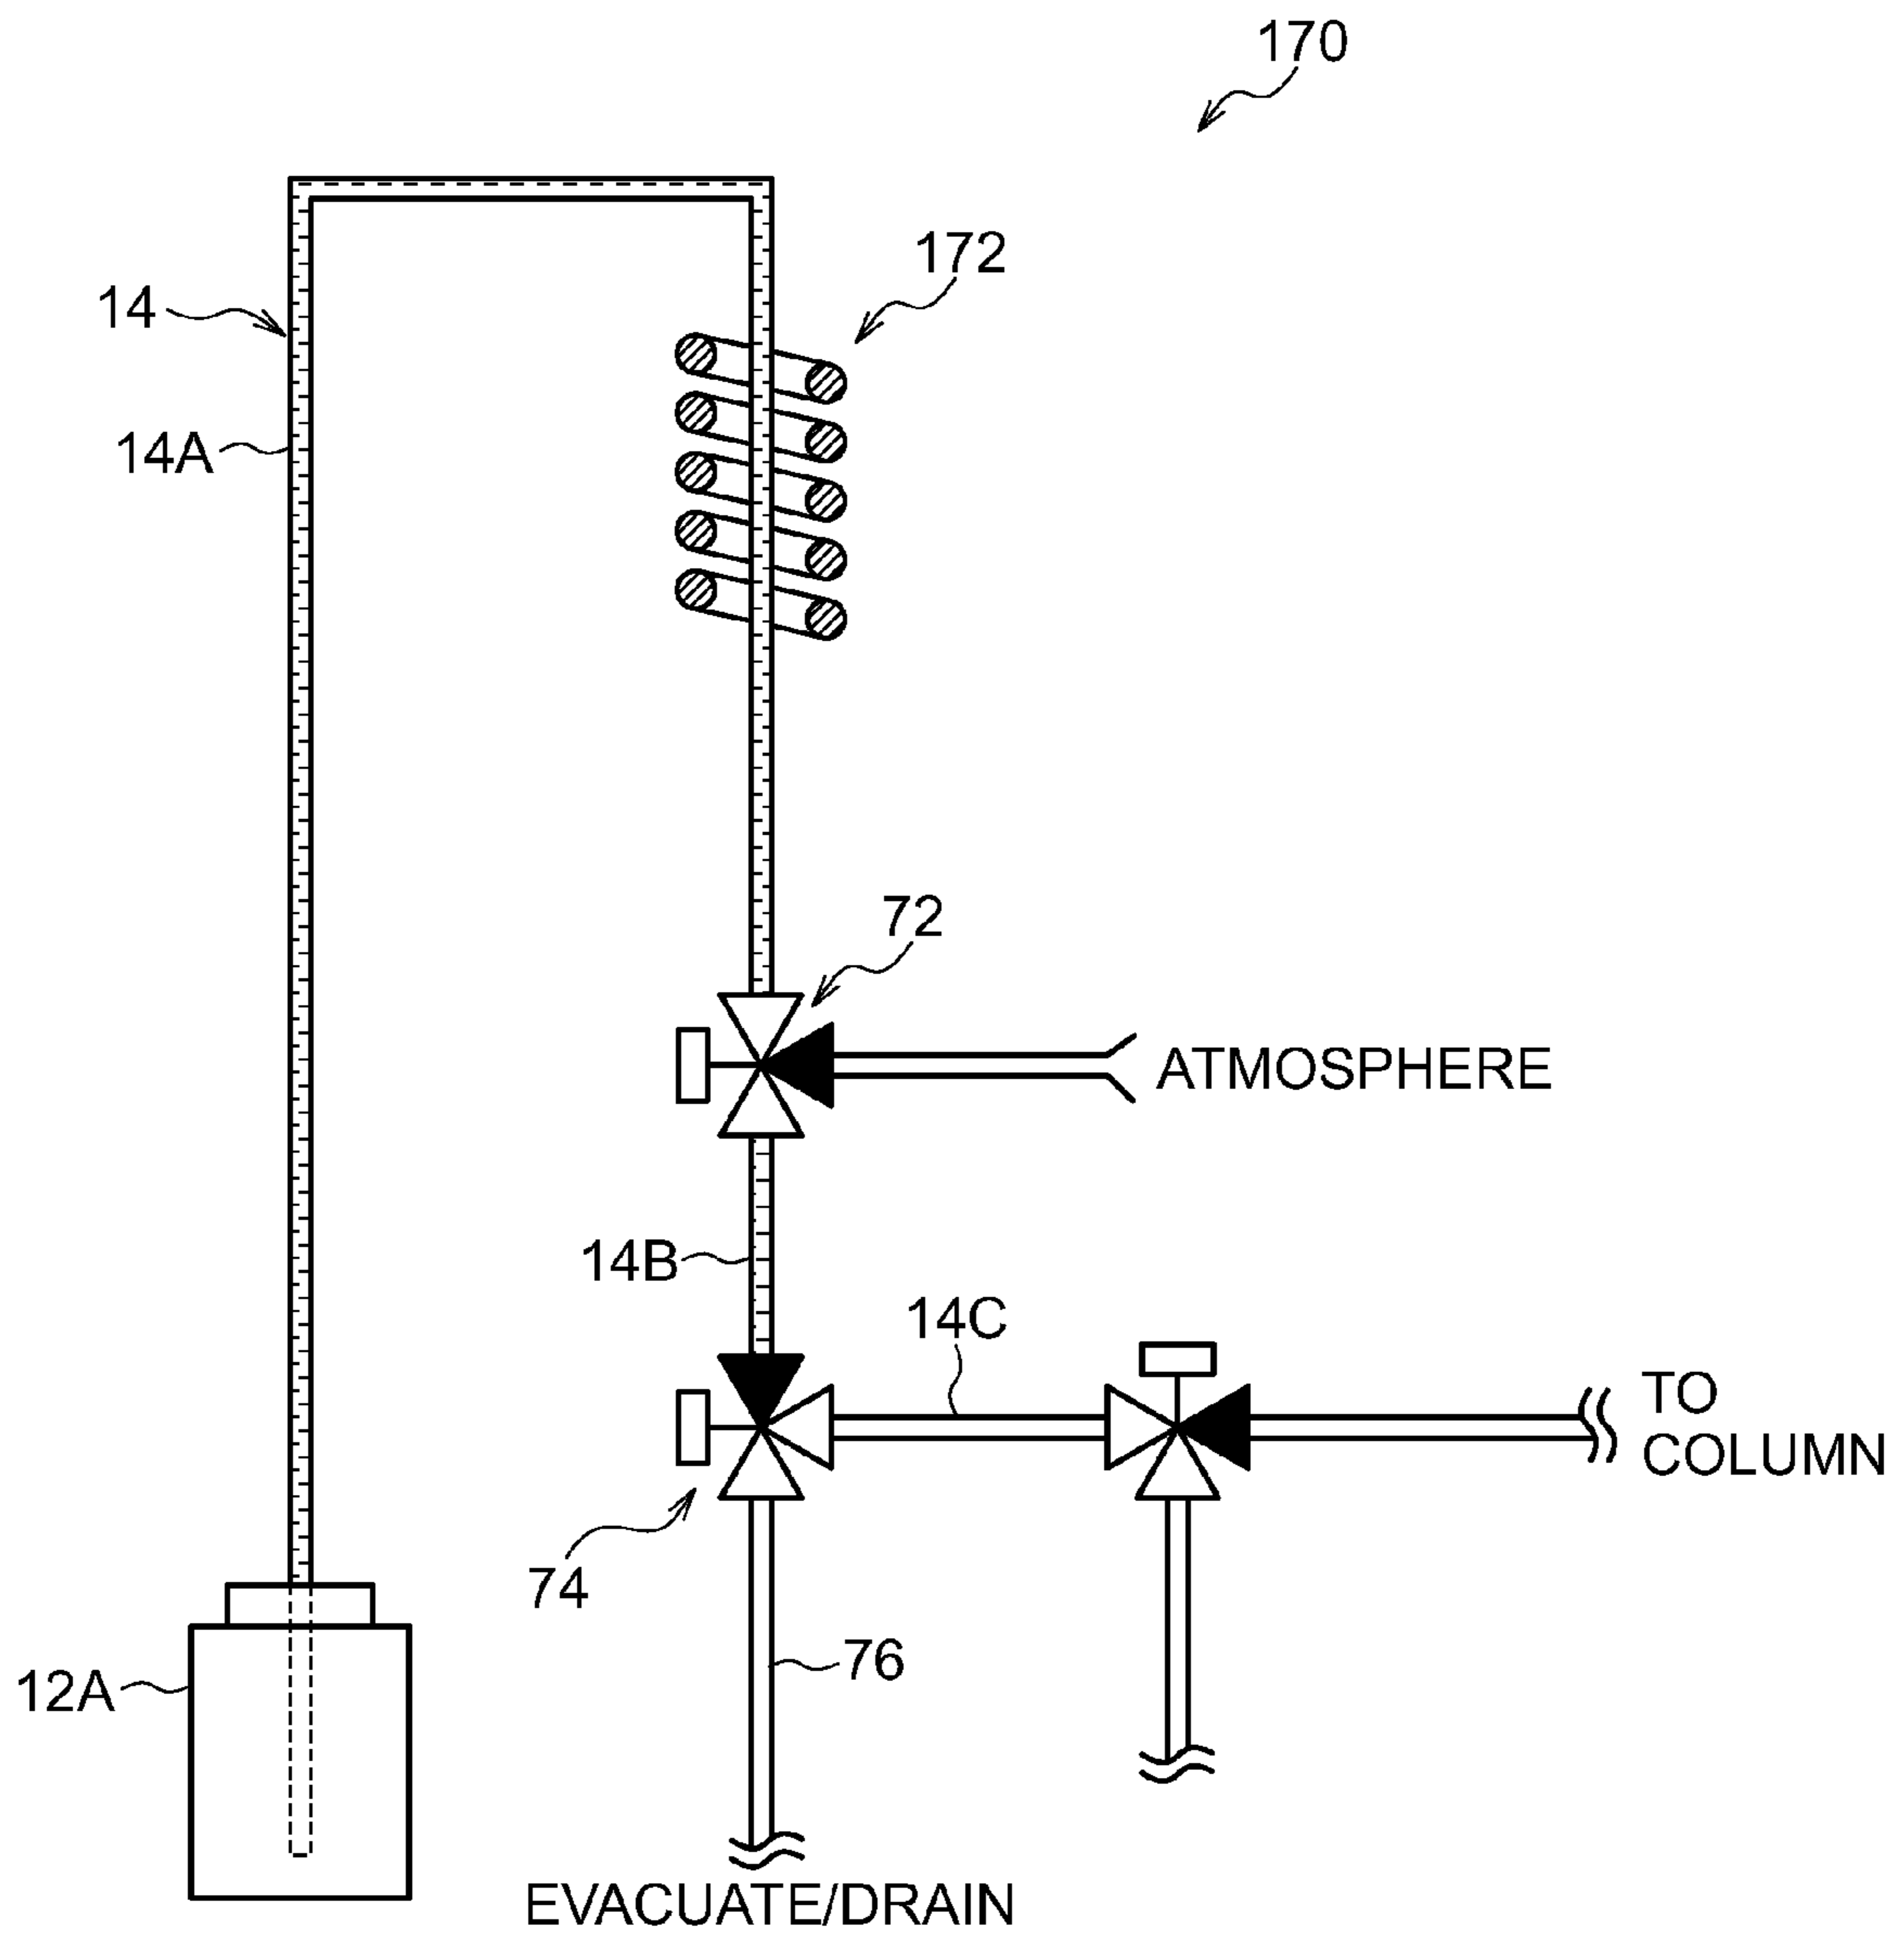 170
172
14
14A
72
ATMOSPHERE
14B
14C
TO
COLUMN
74
76
12A
EVACUATE/DRAIN